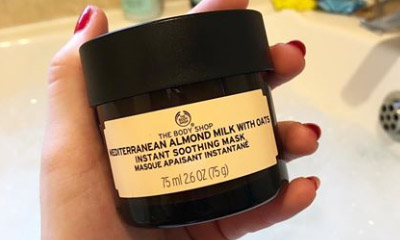 THE BODY SHOP
MEDITERRANEAN ALMOND MILK WITH OATS
INSTANT SOOTHING MASK
MASQUE APAISANT INSTANTANÉ
75 ml 2.6 OZ (75 g)